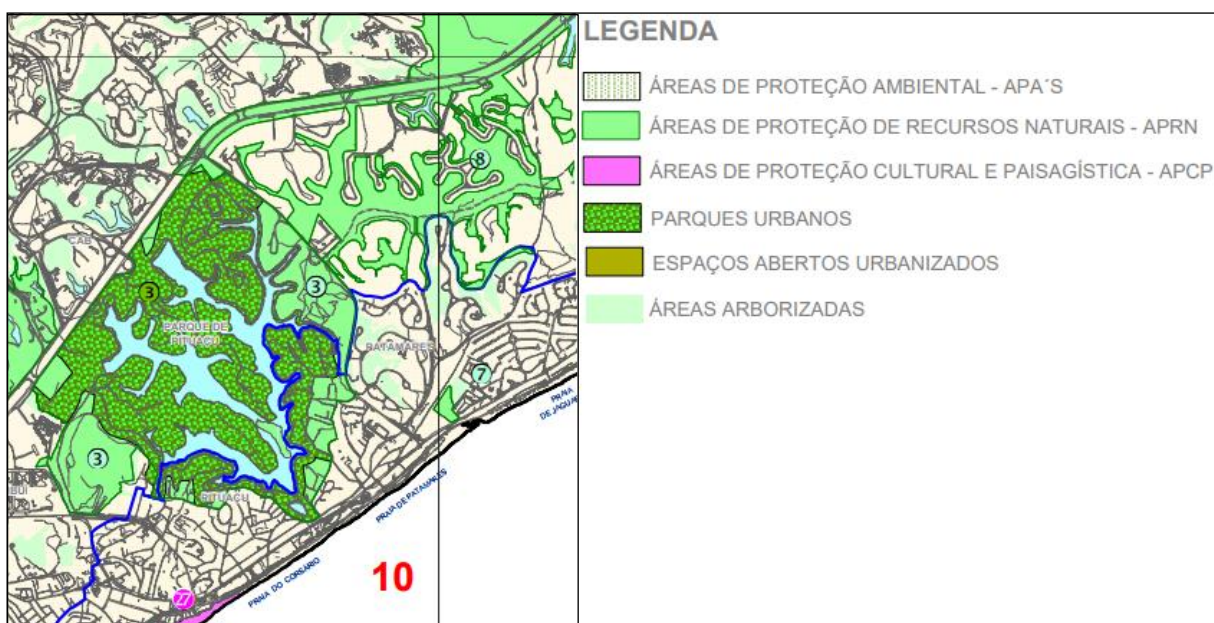 CAB
3
PARQUE DE
PITUAÇU
3
8
PATAMARES
7
PRAIA
3
PITUAÇU
PRAIA DE PATAMARES
PRAIA DO CORSÁRIO
10
27
LEGENDA
ÁREAS DE PROTEÇÃO AMBIENTAL - APA´S
ÁREAS DE PROTEÇÃO DE RECURSOS NATURAIS - APRN
ÁREAS DE PROTEÇÃO CULTURAL E PAISAGÍSTICA - APCP
PARQUES URBANOS
ESPAÇOS ABERTOS URBANIZADOS
ÁREAS ARBORIZADAS